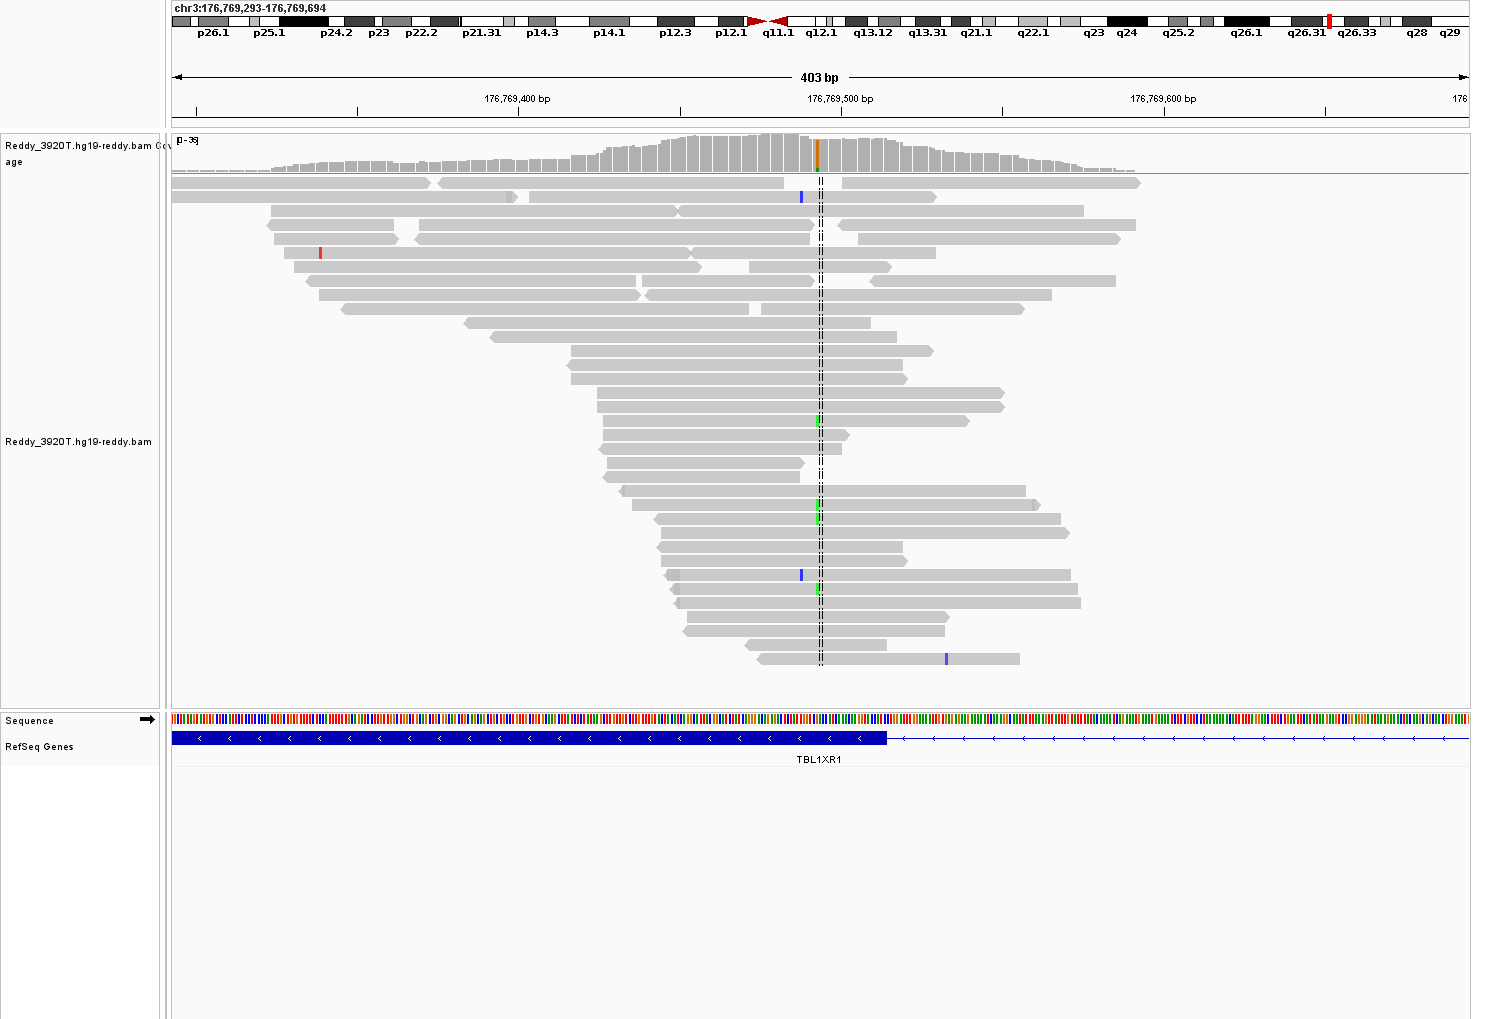 chr3:176,769,293-176,769,694
p26.1 p25.1 p24.2 p23 p22.2 p21.31 p14.3 p14.1 p12.3 p12.1 q11.1 q12.1 q13.12 q13.31 q21.1 q22.1 q23 q24 q25.2 q26.1 q26.31 q26.33 q28 q29
403 bp
176,769,400 bp 176,769,500 bp 176,769,600 bp 176
Reddy_3920T.hg19-reddy.bam Cov
age
Reddy_3920T.hg19-reddy.bam
Sequence
RefSeq Genes
TBL1XR1